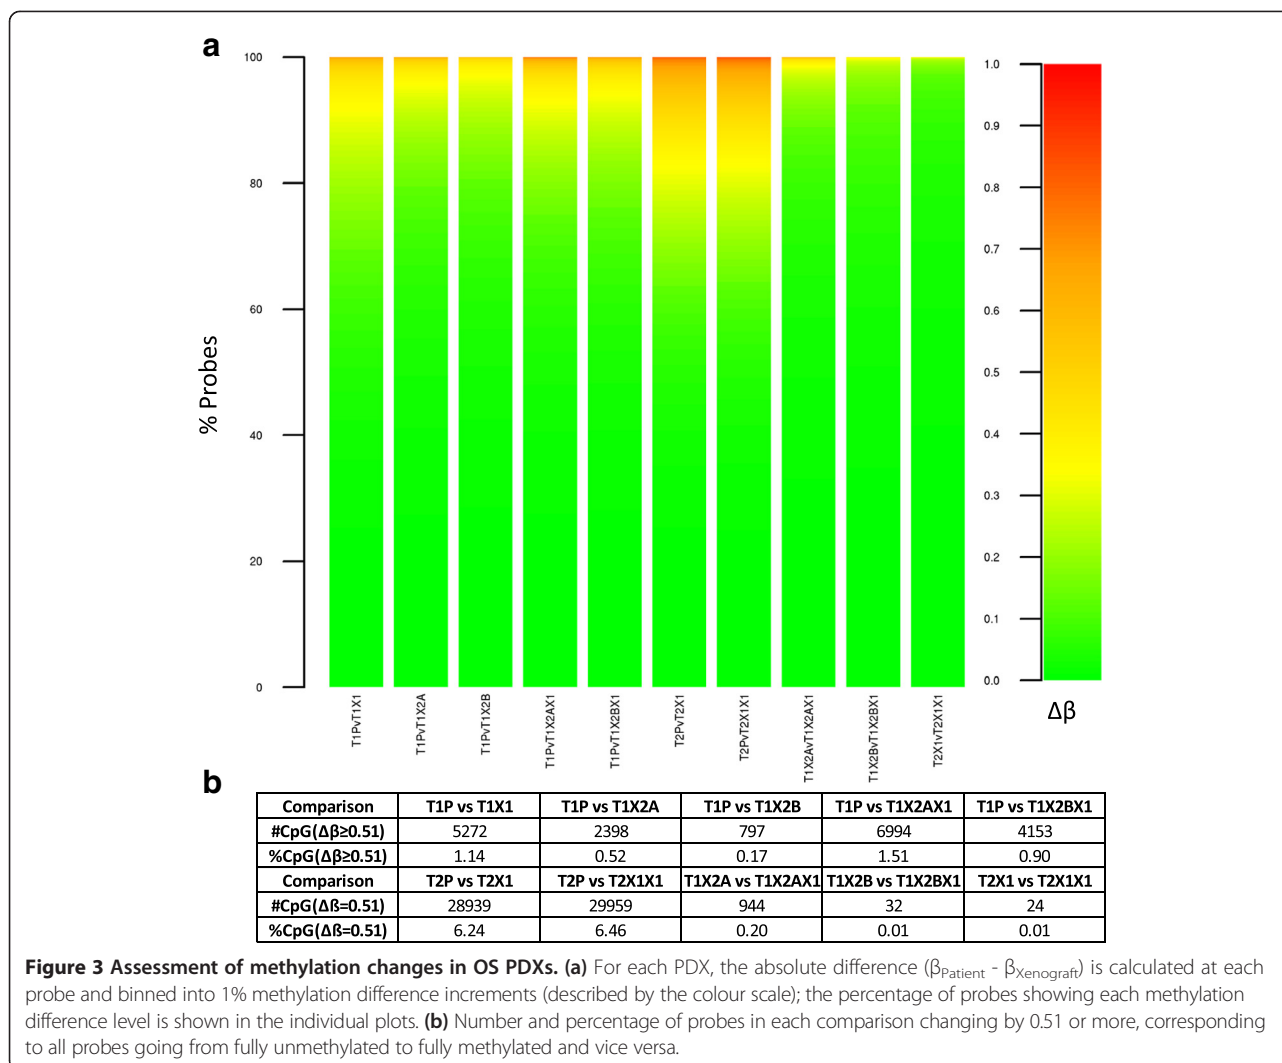 a
100
80
60
40
20
0
% Probes
1.0
0.9
0.8
0.7
0.6
0.5
0.4
0.3
0.2
0.1
0.0
Δβ
T1PvT1X1
T1PvT1X2A
T1PvT1X2B
T1PvT1X2AX1
T1PvT1X2BX1
T2PvT2X1
T2PvT2X1X1
T1X2AvT1X2AX1
T1X2BvT1X2BX1
T2X1vT2X1X1
b
Comparison T1P vs T1X1 T1P vs T1X2A T1P vs T1X2B T1P vs T1X2AX1 T1P vs T1X2BX1
#CpG(Δβ≥0.51) 5272 2398 797 6994 4153
%CpG(Δβ≥0.51) 1.14 0.52 0.17 1.51 0.90
Comparison T2P vs T2X1 T2P vs T2X1X1 T1X2A vs T1X2AX1 T1X2B vs T1X2BX1 T2X1 vs T2X1X1
#CpG(Δß=0.51) 28939 29959 944 32 24
%CpG(Δß=0.51) 6.24 6.46 0.20 0.01 0.01
Figure 3 Assessment of methylation changes in OS PDXs. (a) For each PDX, the absolute difference (βPatient - βXenograft) is calculated at each
probe and binned into 1% methylation difference increments (described by the colour scale); the percentage of probes showing each methylation
difference level is shown in the individual plots. (b) Number and percentage of probes in each comparison changing by 0.51 or more, corresponding
to all probes going from fully unmethylated to fully methylated and vice versa.